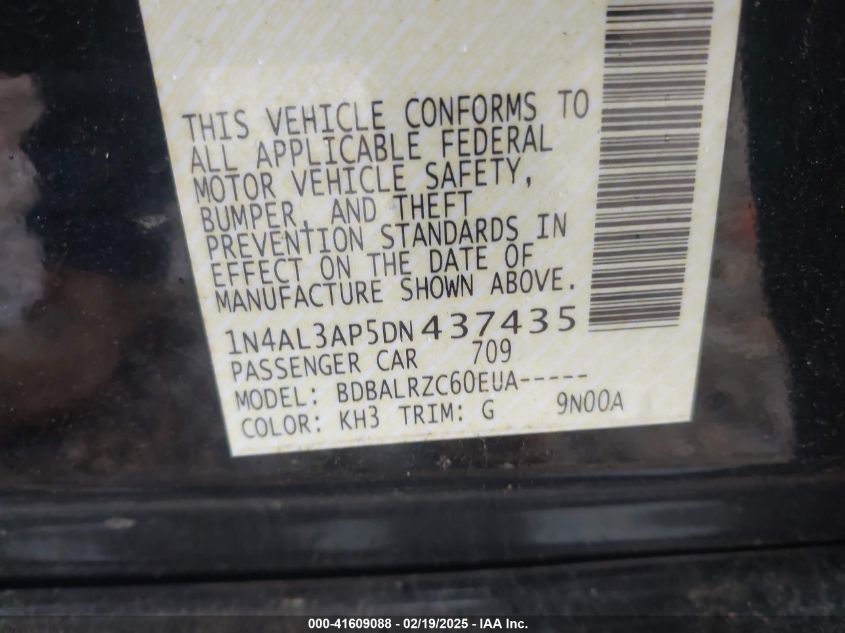 THIS VEHICLE CONFORMS TO
ALL APPLICABLE FEDERAL
MOTOR VEHICLE SAFETY,
BUMPER, AND THEFT
PREVENTION STANDARDS IN
EFFECT ON THE DATE OF
MANUFACTURE SHOWN ABOVE.
1N4AL3AP5DN437435
PASSENGER CAR 709
MODEL: BDBALRZC60EUA-----
COLOR: KH3 TRIM: G 9N00A
000-41609088 - 02/19/2025 - IAA Inc.